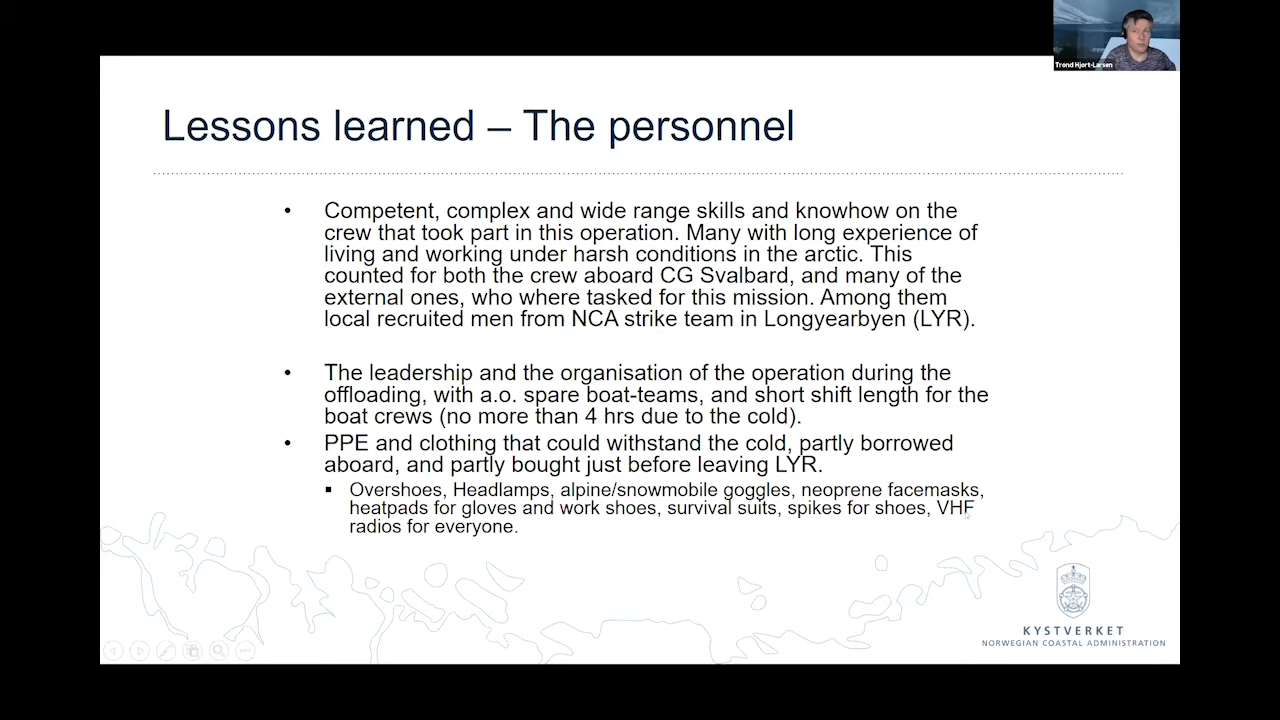 Trond Hjort-Larsen
Lessons learned – The personnel
• Competent, complex and wide range skills and knowhow on the
crew that took part in this operation. Many with long experience of
living and working under harsh conditions in the arctic. This
counted for both the crew aboard CG Svalbard, and many of the
external ones, who where tasked for this mission. Among them
local recruited men from NCA strike team in Longyearbyen (LYR).
• The leadership and the organisation of the operation during the
offloading, with a.o. spare boat-teams, and short shift length for the
boat crews (no more than 4 hrs due to the cold).
• PPE and clothing that could withstand the cold, partly borrowed
aboard, and partly bought just before leaving LYR.
▪ Overshoes, Headlamps, alpine/snowmobile goggles, neoprene facemasks,
heatpads for gloves and work shoes, survival suits, spikes for shoes, VHF
radios for everyone.
KYSTVERKET
NORWEGIAN COASTAL ADMINISTRATION